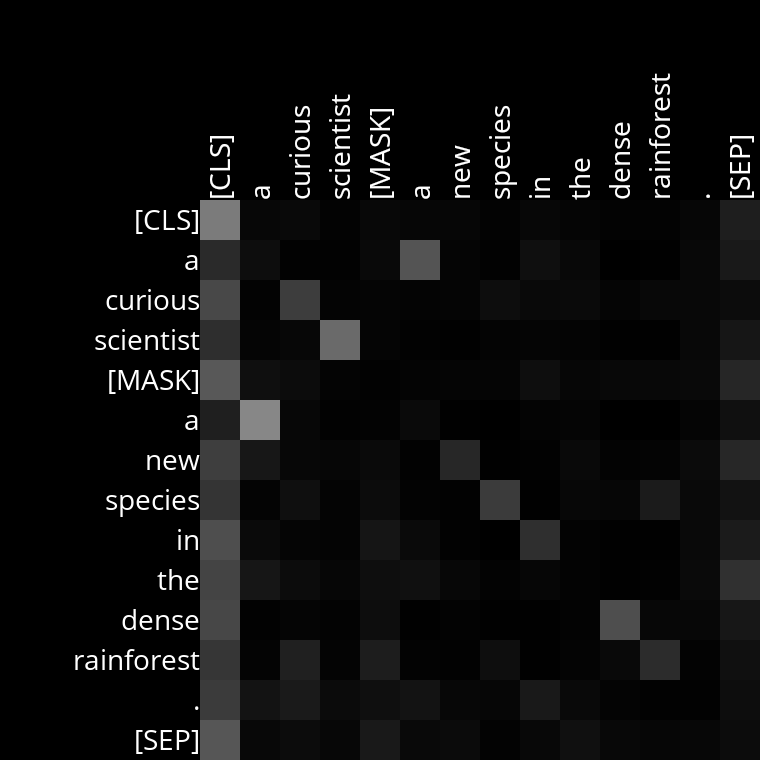 [CLS] a curious scientist [MASK] a new species in the dense rainforest . [SEP]
[CLS]
a
curious
scientist
[MASK]
a
new
species
in
the
dense
rainforest
.
[SEP]